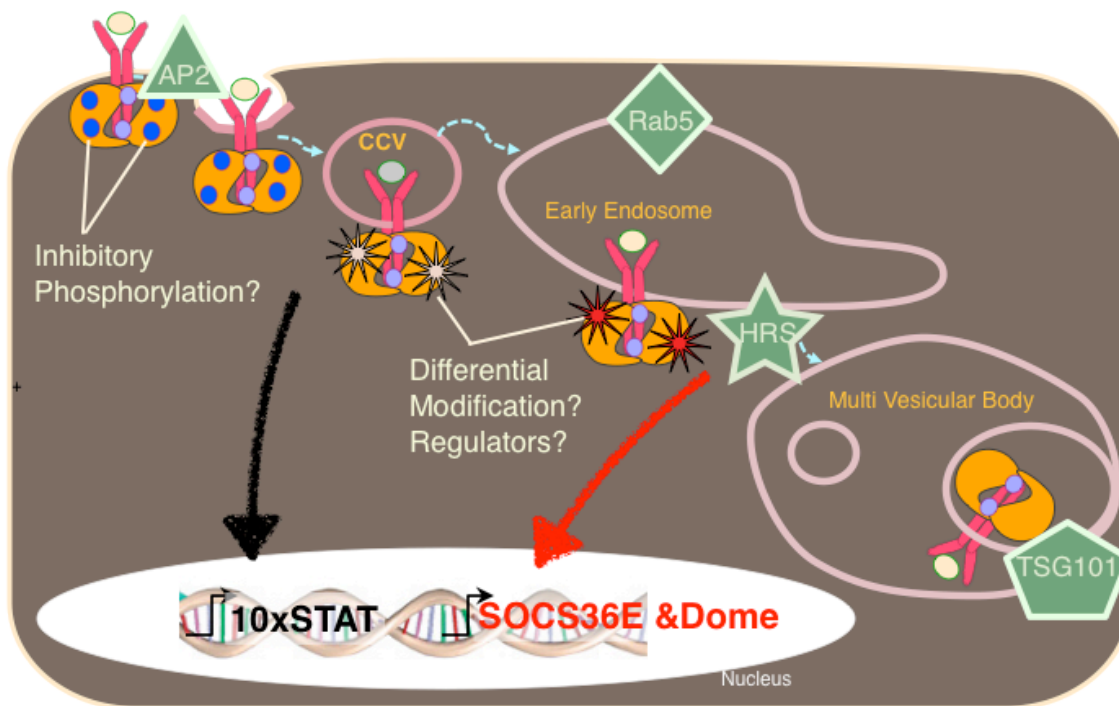 AP2
Rab5
CCV
Early Endosome
Inhibitory
Phosphorylation?
HRS
Differential
Modification?
Regulators?
Multi Vesicular Body
TSG101
10xSTAT
SOCS36E &Dome
Nucleus
+